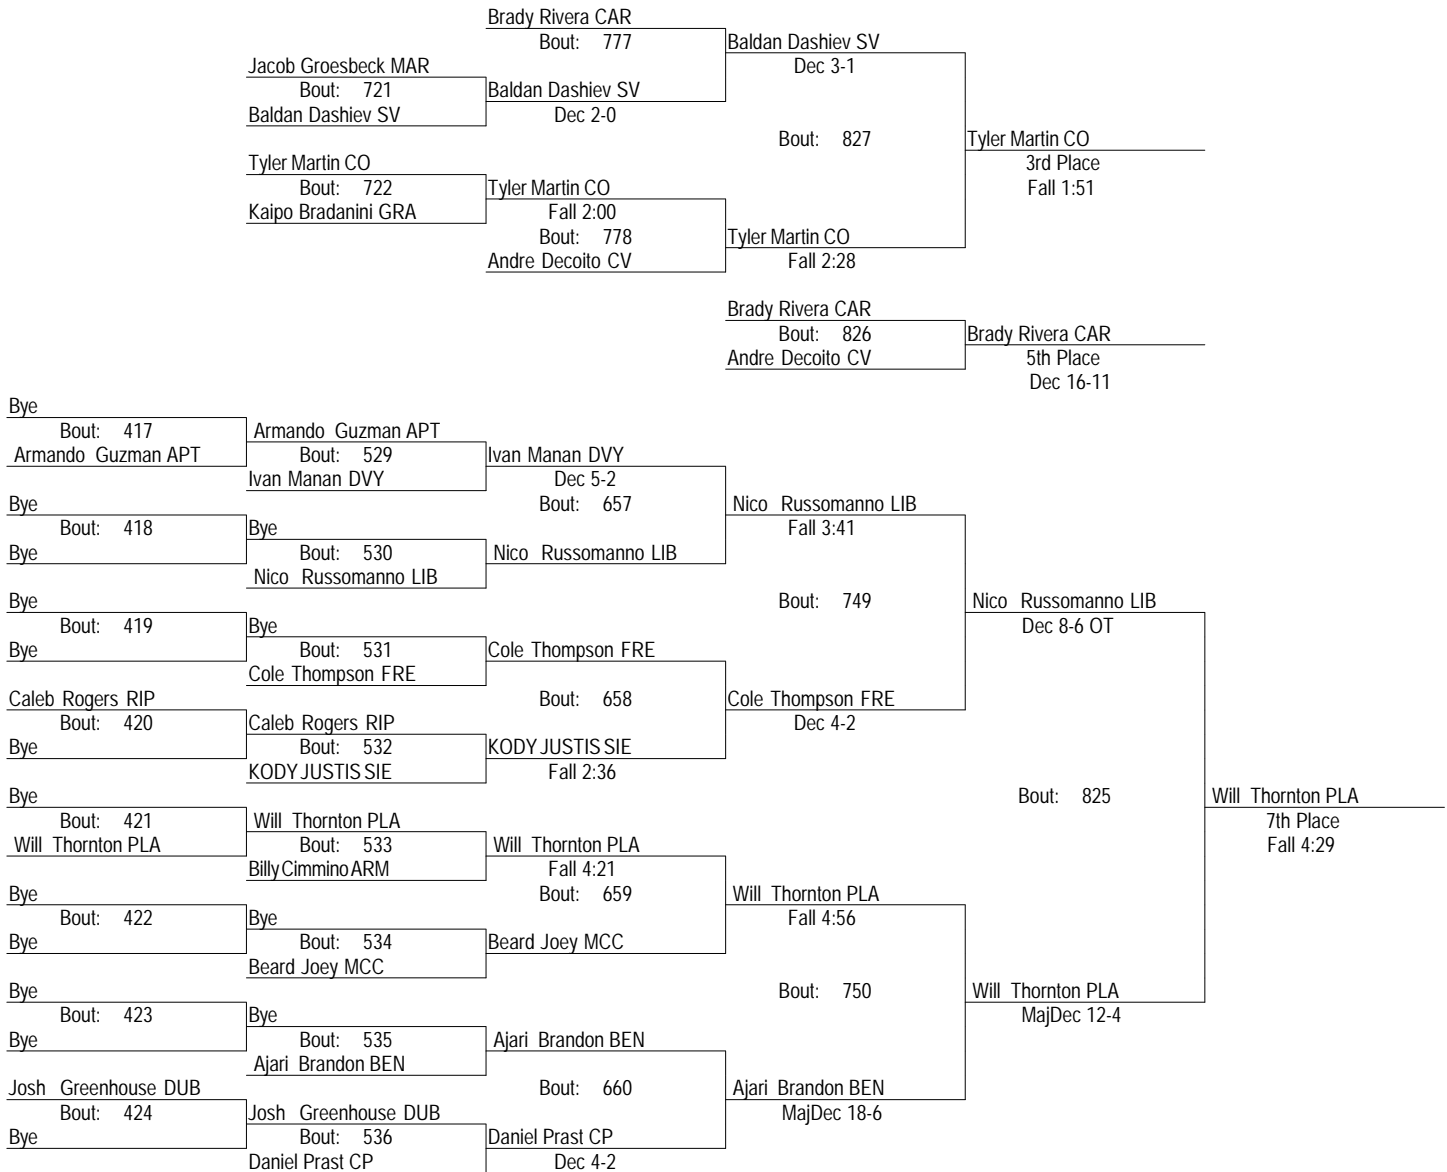 Brady Rivera CAR
Bout: 777
Baldan Dashiev SV
Dec 3-1
Jacob Groesbeck MAR
Bout: 721
Baldan Dashiev SV
Baldan Dashiev SV
Dec 2-0
Bout: 827
Tyler Martin CO
3rd Place
Fall 1:51
Tyler Martin CO
Bout: 722
Kaipo Bradanini GRA
Tyler Martin CO
Fall 2:00
Bout: 778
Andre Decoito CV
Tyler Martin CO
Fall 2:28
Brady Rivera CAR
Bout: 826
Andre Decoito CV
Brady Rivera CAR
5th Place
Dec 16-11
Bye
Bout: 417
Armando Guzman APT
Armando Guzman APT
Bout: 529
Ivan Manan DVY
Ivan Manan DVY
Dec 5-2
Bout: 657
Nico Russomanno LIB
Fall 3:41
Bye
Bout: 418
Bye
Bye
Bout: 530
Nico Russomanno LIB
Nico Russomanno LIB
Bout: 749
Nico Russomanno LIB
Dec 8-6 OT
Bye
Bout: 419
Bye
Bye
Bout: 531
Cole Thompson FRE
Cole Thompson FRE
Bout: 658
Cole Thompson FRE
Dec 4-2
Caleb Rogers RIP
Bout: 420
Bye
Caleb Rogers RIP
Bout: 532
KODY JUSTIS SIE
KODY JUSTIS SIE
Fall 2:36
Bout: 825
Will Thornton PLA
7th Place
Fall 4:29
Bye
Bout: 421
Will Thornton PLA
Will Thornton PLA
Bout: 533
Billy Cimmino ARM
Will Thornton PLA
Fall 4:21
Bout: 659
Will Thornton PLA
Fall 4:56
Bye
Bout: 422
Bye
Bye
Bout: 534
Beard Joey MCC
Beard Joey MCC
Bout: 750
Will Thornton PLA
MajDec 12-4
Bye
Bout: 423
Bye
Bye
Bout: 535
Ajari Brandon BEN
Ajari Brandon BEN
Bout: 660
Ajari Brandon BEN
MajDec 18-6
Josh Greenhouse DUB
Bout: 424
Bye
Josh Greenhouse DUB
Bout: 536
Daniel Prast CP
Daniel Prast CP
Dec 4-2